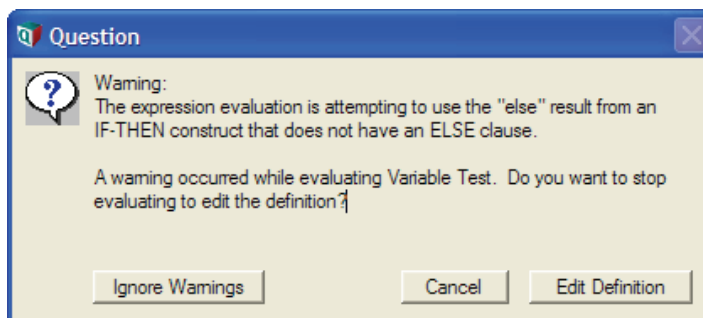 Question
Warning:
The expression evaluation is attempting to use the "else" result from an
IF-THEN construct that does not have an ELSE clause.
A warning occurred while evaluating Variable Test. Do you want to stop
evaluating to edit the definition?
Ignore Warnings
Cancel
Edit Definition